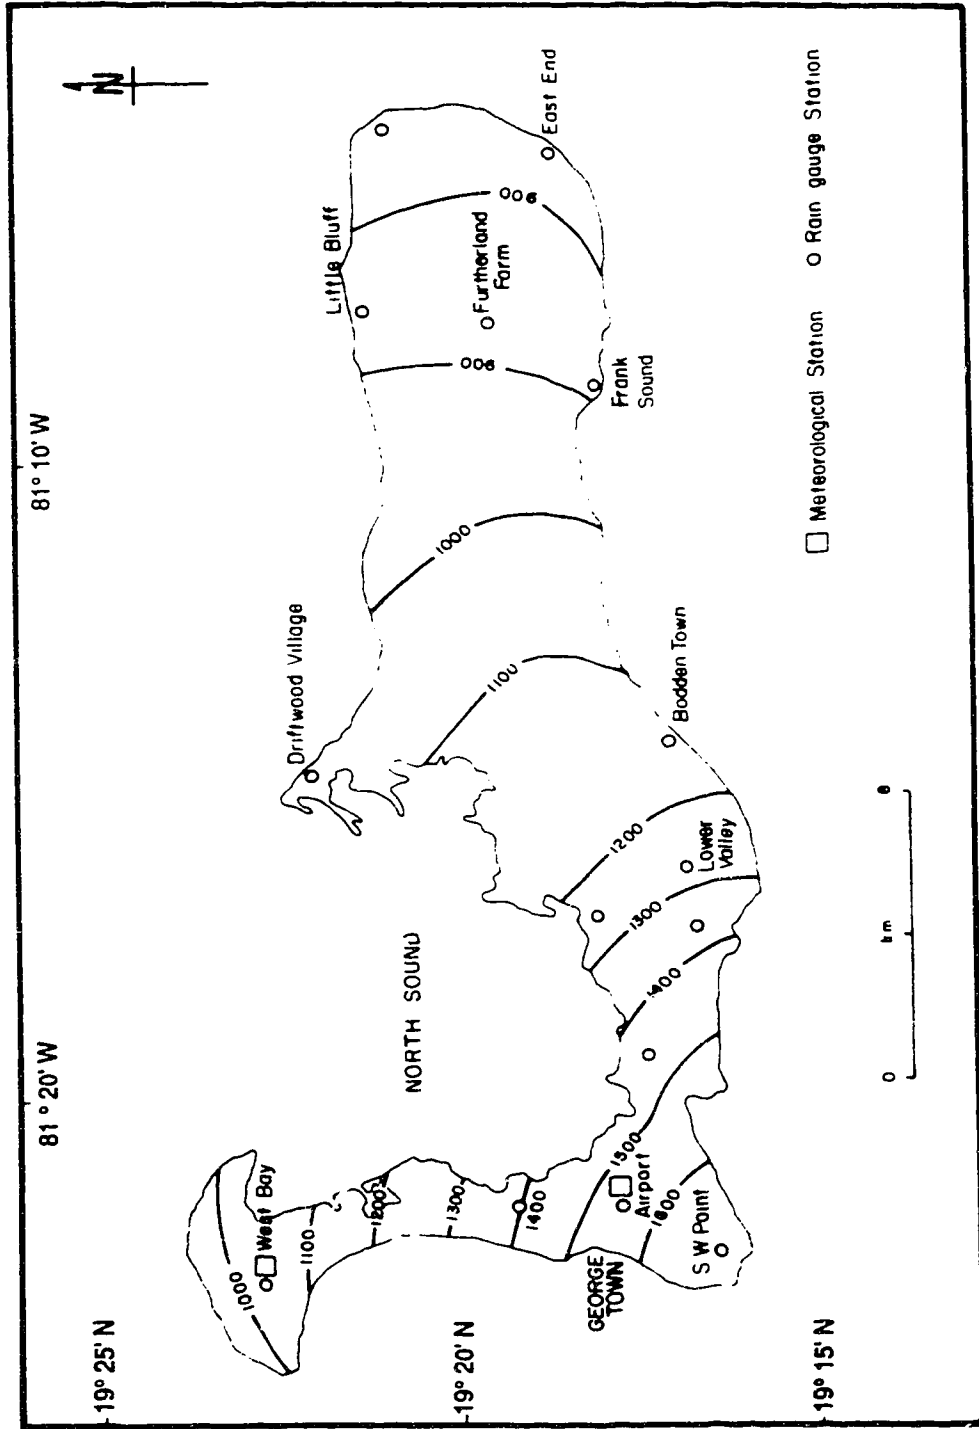 81° 20' W
81° 10' W
N
19° 25' N
19° 20' N
19° 15' N
1000
West Bay
1100
1200
1300
1400
NORTH SOUND
Driftwood Village
Little Bluff
GEORGE
TOWN
1500
Airport
1600
S W Point
1400
1300
1200
Lower
Valley
Bodden Town
1100
1000
900
Frank
Sound
Furtherland
Farm
900
East End
0
km
8
Meteorological Station
Rain gauge Station